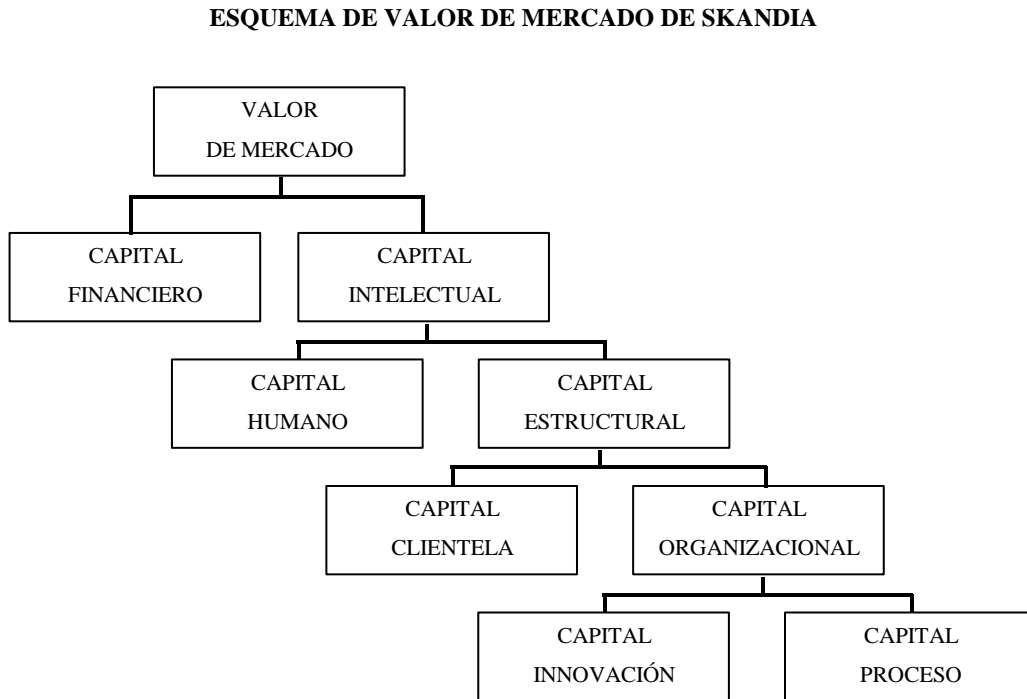 ESQUEMA DE VALOR DE MERCADO DE SKANDIA
VALOR
DE MERCADO
CAPITAL
FINANCIERO
CAPITAL
INTELECTUAL
CAPITAL
HUMANO
CAPITAL
ESTRUCTURAL
CAPITAL
CLIENTELA
CAPITAL
ORGANIZACIONAL
CAPITAL
INNOVACIÓN
CAPITAL
PROCESO